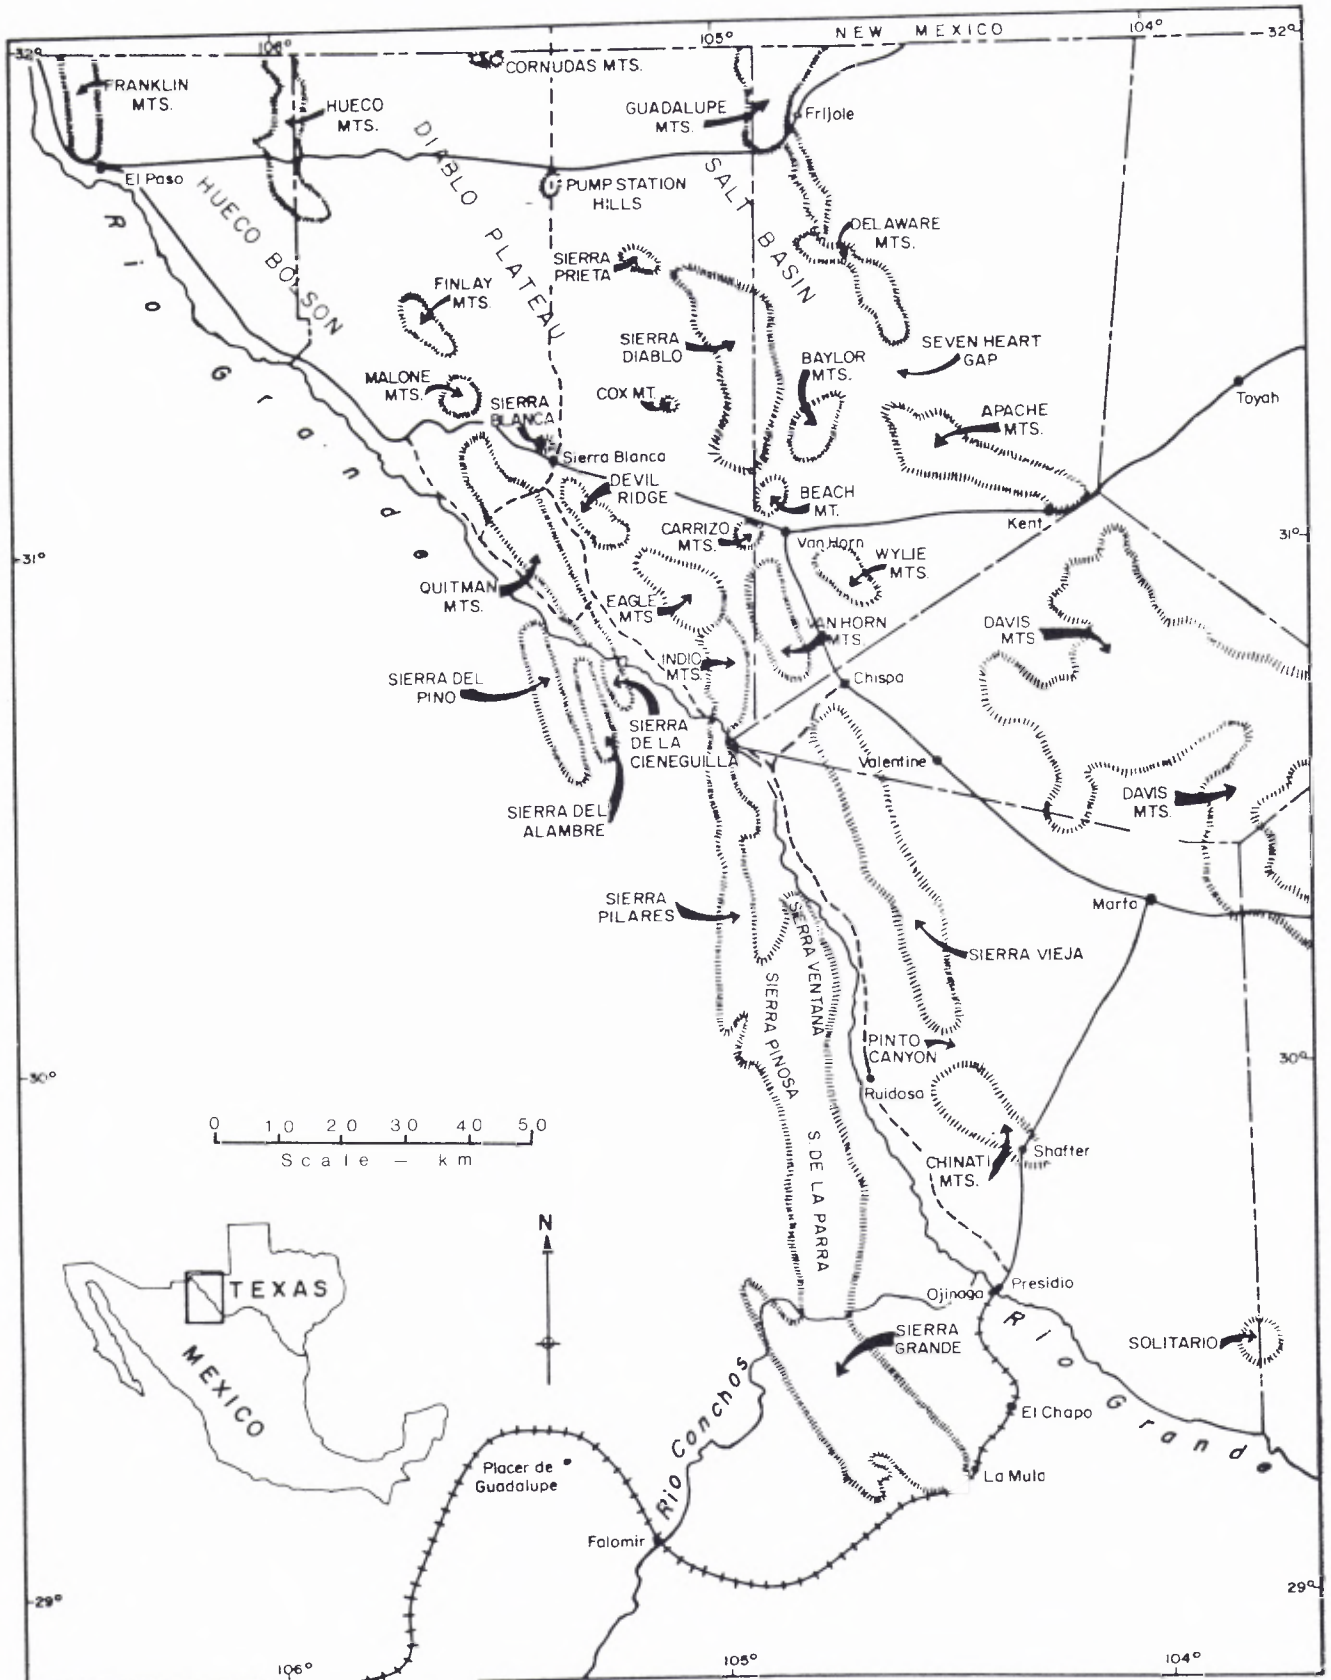 NEW MEXICO
32°
106°
105°
104°
32°
CORNUDAS MTS.
FRANKLIN
MTS.
HUECO
MTS.
GUADALUPE
MTS.
Frijole
DIABLO PLATEAU
El Paso
HUECO BOLSON
PUMP STATION
HILLS
SALT BASIN
Rio Grande
DELAWARE
MTS.
SIERRA
PRIETA
FINLAY
MTS.
SIERRA
DIABLO
SEVEN HEART
GAP
BAYLOR
MTS.
MALONE
MTS.
COX MT.
SIERRA
BLANCA
Toyah
APACHE
MTS.
Sierra Blanca
DEVIL
RIDGE
BEACH
MT.
Kent
CARRIZO
MTS.
Van Horn
31°
31°
WYLIE
MTS.
QUITMAN
MTS.
EAGLE
MTS
VAN HORN
MTS.
DAVIS
MTS
INDIO
MTS.
SIERRA DEL
PINO
Chispa
SIERRA
DE LA
CIENEGUILLA
Valentine
DAVIS
MTS.
SIERRA DEL
ALAMBRE
SIERRA
PILARES
Marfa
SIERRA VENTANA
SIERRA VIEJA
SIERRA PINOSA
PINTO
CANYON
30°
30°
Ruidosa
0 10 20 30 40 50
Scale – km
S. DE LA PARRA
CHINATI
MTS.
Shafter
N
TEXAS
MEXICO
Presidio
Ojinaga
Rio Grande
SIERRA
GRANDE
SOLITARIO
Rio Conchos
El Chapo
Placer de
Guadalupe
La Mula
Falomir
29°
29°
106°
105°
104°